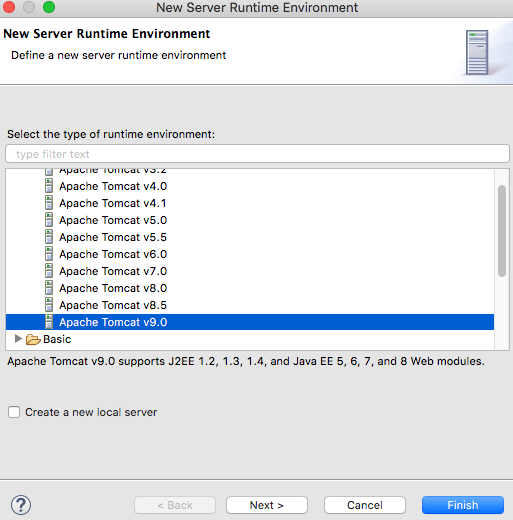 New Server Runtime Environment
New Server Runtime Environment
Define a new server runtime environment
Select the type of runtime environment:
type filter text
Apache Tomcat v3.2
Apache Tomcat v4.0
Apache Tomcat v4.1
Apache Tomcat v5.0
Apache Tomcat v5.5
Apache Tomcat v6.0
Apache Tomcat v7.0
Apache Tomcat v8.0
Apache Tomcat v8.5
Apache Tomcat v9.0
Basic
Apache Tomcat v9.0 supports J2EE 1.2, 1.3, 1.4, and Java EE 5, 6, 7, and 8 Web modules.
Create a new local server
? < Back Next > Cancel Finish